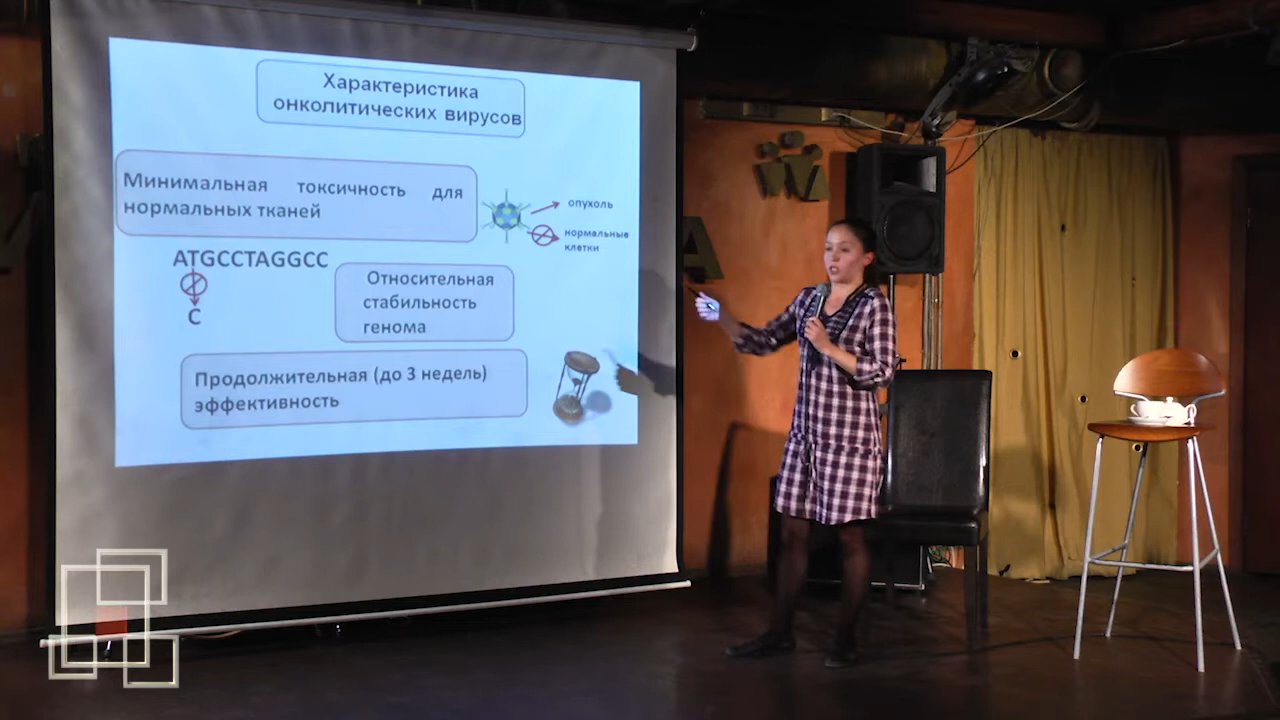 Характеристика
онколитических вирусов
Минимальная токсичность для
нормальных тканей
опухоль
нормальные
клетки
ATGCCTAGGCC
C
Относительная
стабильность
генома
Продолжительная (до 3 недель)
эффективность